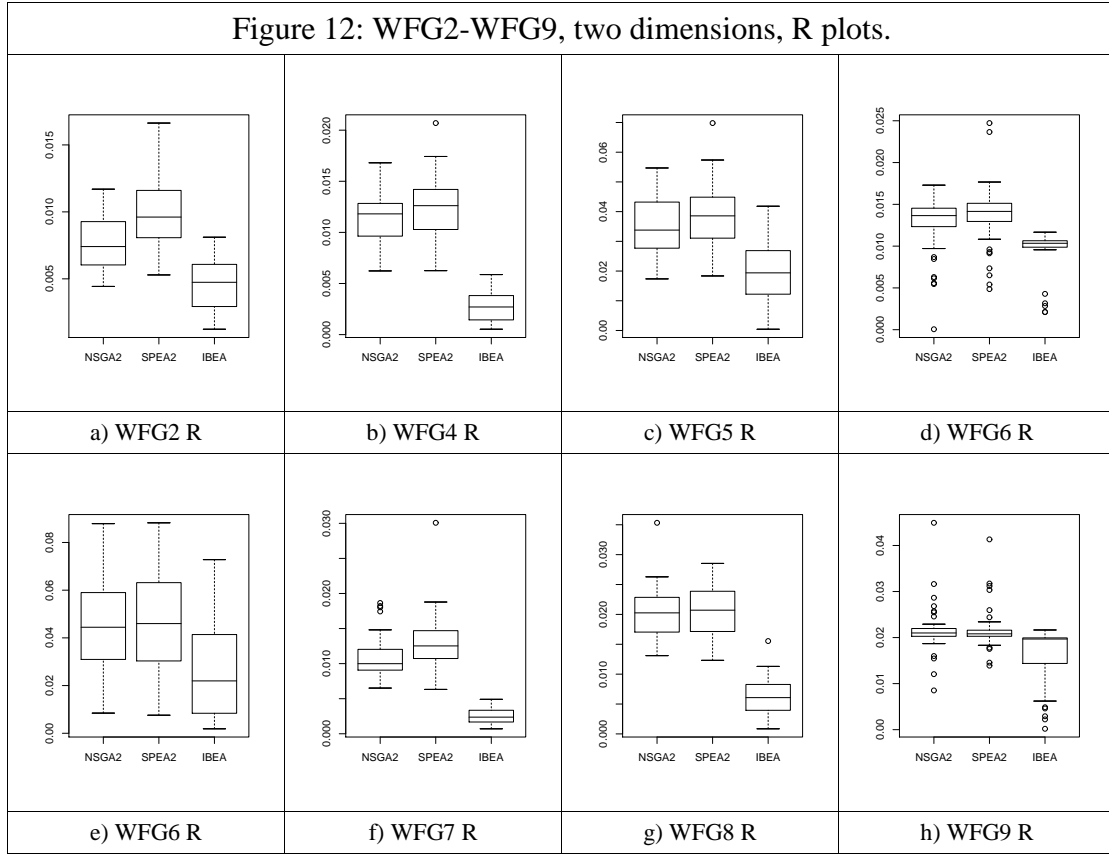 Figure 12: WFG2-WFG9, two dimensions, R plots.
0.005 0.010 0.015
NSGA2 SPEA2 IBEA
0.000 0.005 0.010 0.015 0.020
NSGA2 SPEA2 IBEA
0.00 0.02 0.04 0.06
NSGA2 SPEA2 IBEA
0.000 0.005 0.010 0.015 0.020 0.025
NSGA2 SPEA2 IBEA
a) WFG2 R
b) WFG4 R
c) WFG5 R
d) WFG6 R
0.00 0.02 0.04 0.06 0.08
NSGA2 SPEA2 IBEA
0.000 0.010 0.020 0.030
NSGA2 SPEA2 IBEA
0.000 0.010 0.020 0.030
NSGA2 SPEA2 IBEA
0.00 0.01 0.02 0.03 0.04
NSGA2 SPEA2 IBEA
e) WFG6 R
f) WFG7 R
g) WFG8 R
h) WFG9 R